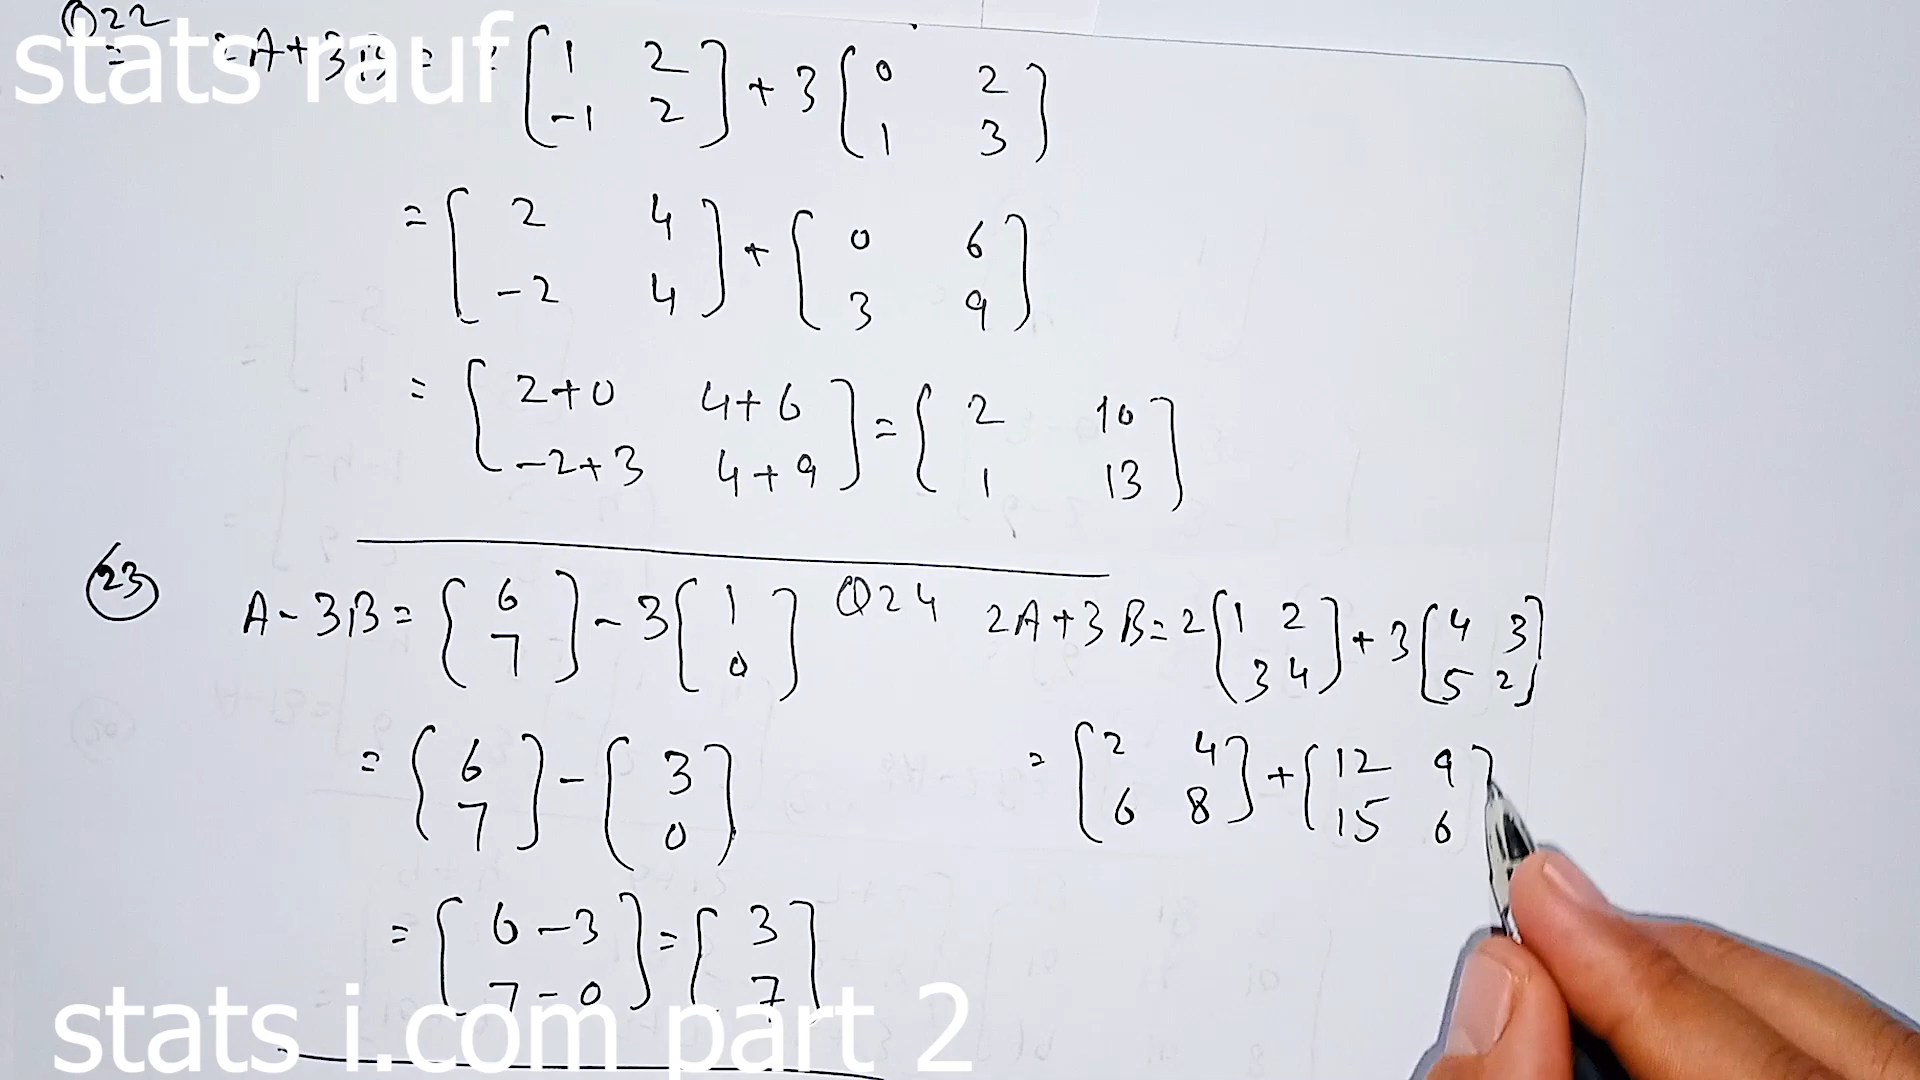 Q22
stats rauf
2A+3B = 2 [ 1 2 ; -1 2 ] + 3 [ 0 2 ; 1 3 ]
= [ 2 4 ; -2 4 ] + [ 0 6 ; 3 9 ]
= [ 2+0 4+6 ; -2+3 4+9 ] = [ 2 10 ; 1 13 ]
23
A - 3B = [ 6 ; 7 ] - 3 [ 1 ; 0 ]
= [ 6 ; 7 ] - [ 3 ; 0 ]
= [ 6-3 ; 7-0 ] = [ 3 ; 7 ]
Q24
2A+3B = 2 [ 1 2 ; 3 4 ] + 3 [ 4 3 ; 5 2 ]
= [ 2 4 ; 6 8 ] + [ 12 9 ; 15 6 ]
stats i.com part 2